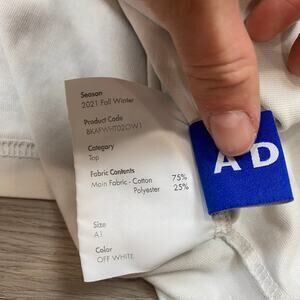 Season
2021 Fall Winter
Product Code
BKAFWHT02OW1
Category
Top
Fabric Contents
Main Fabric - Cotton 75%
Polyester 25%
Size
A1
Color
OFF WHITE
A D